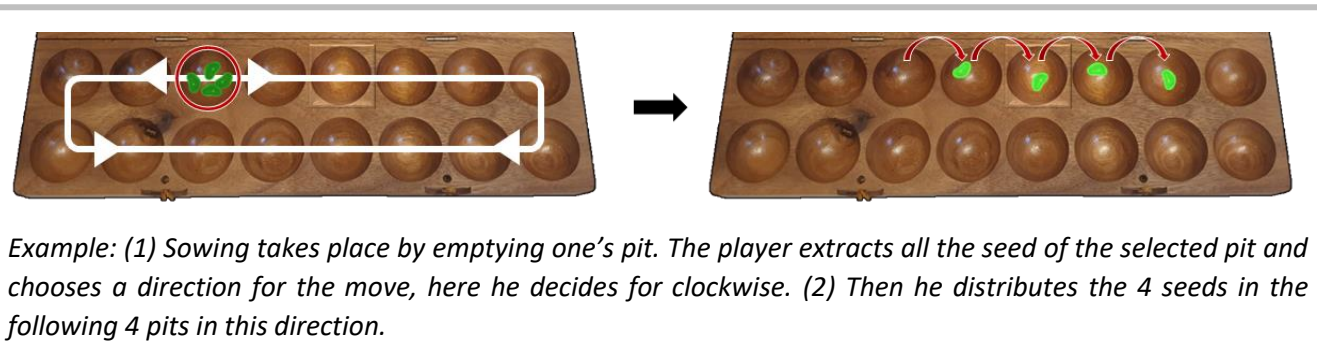 Example: (1) Sowing takes place by emptying one’s pit. The player extracts all the seed of the selected pit and
chooses a direction for the move, here he decides for clockwise. (2) Then he distributes the 4 seeds in the
following 4 pits in this direction.